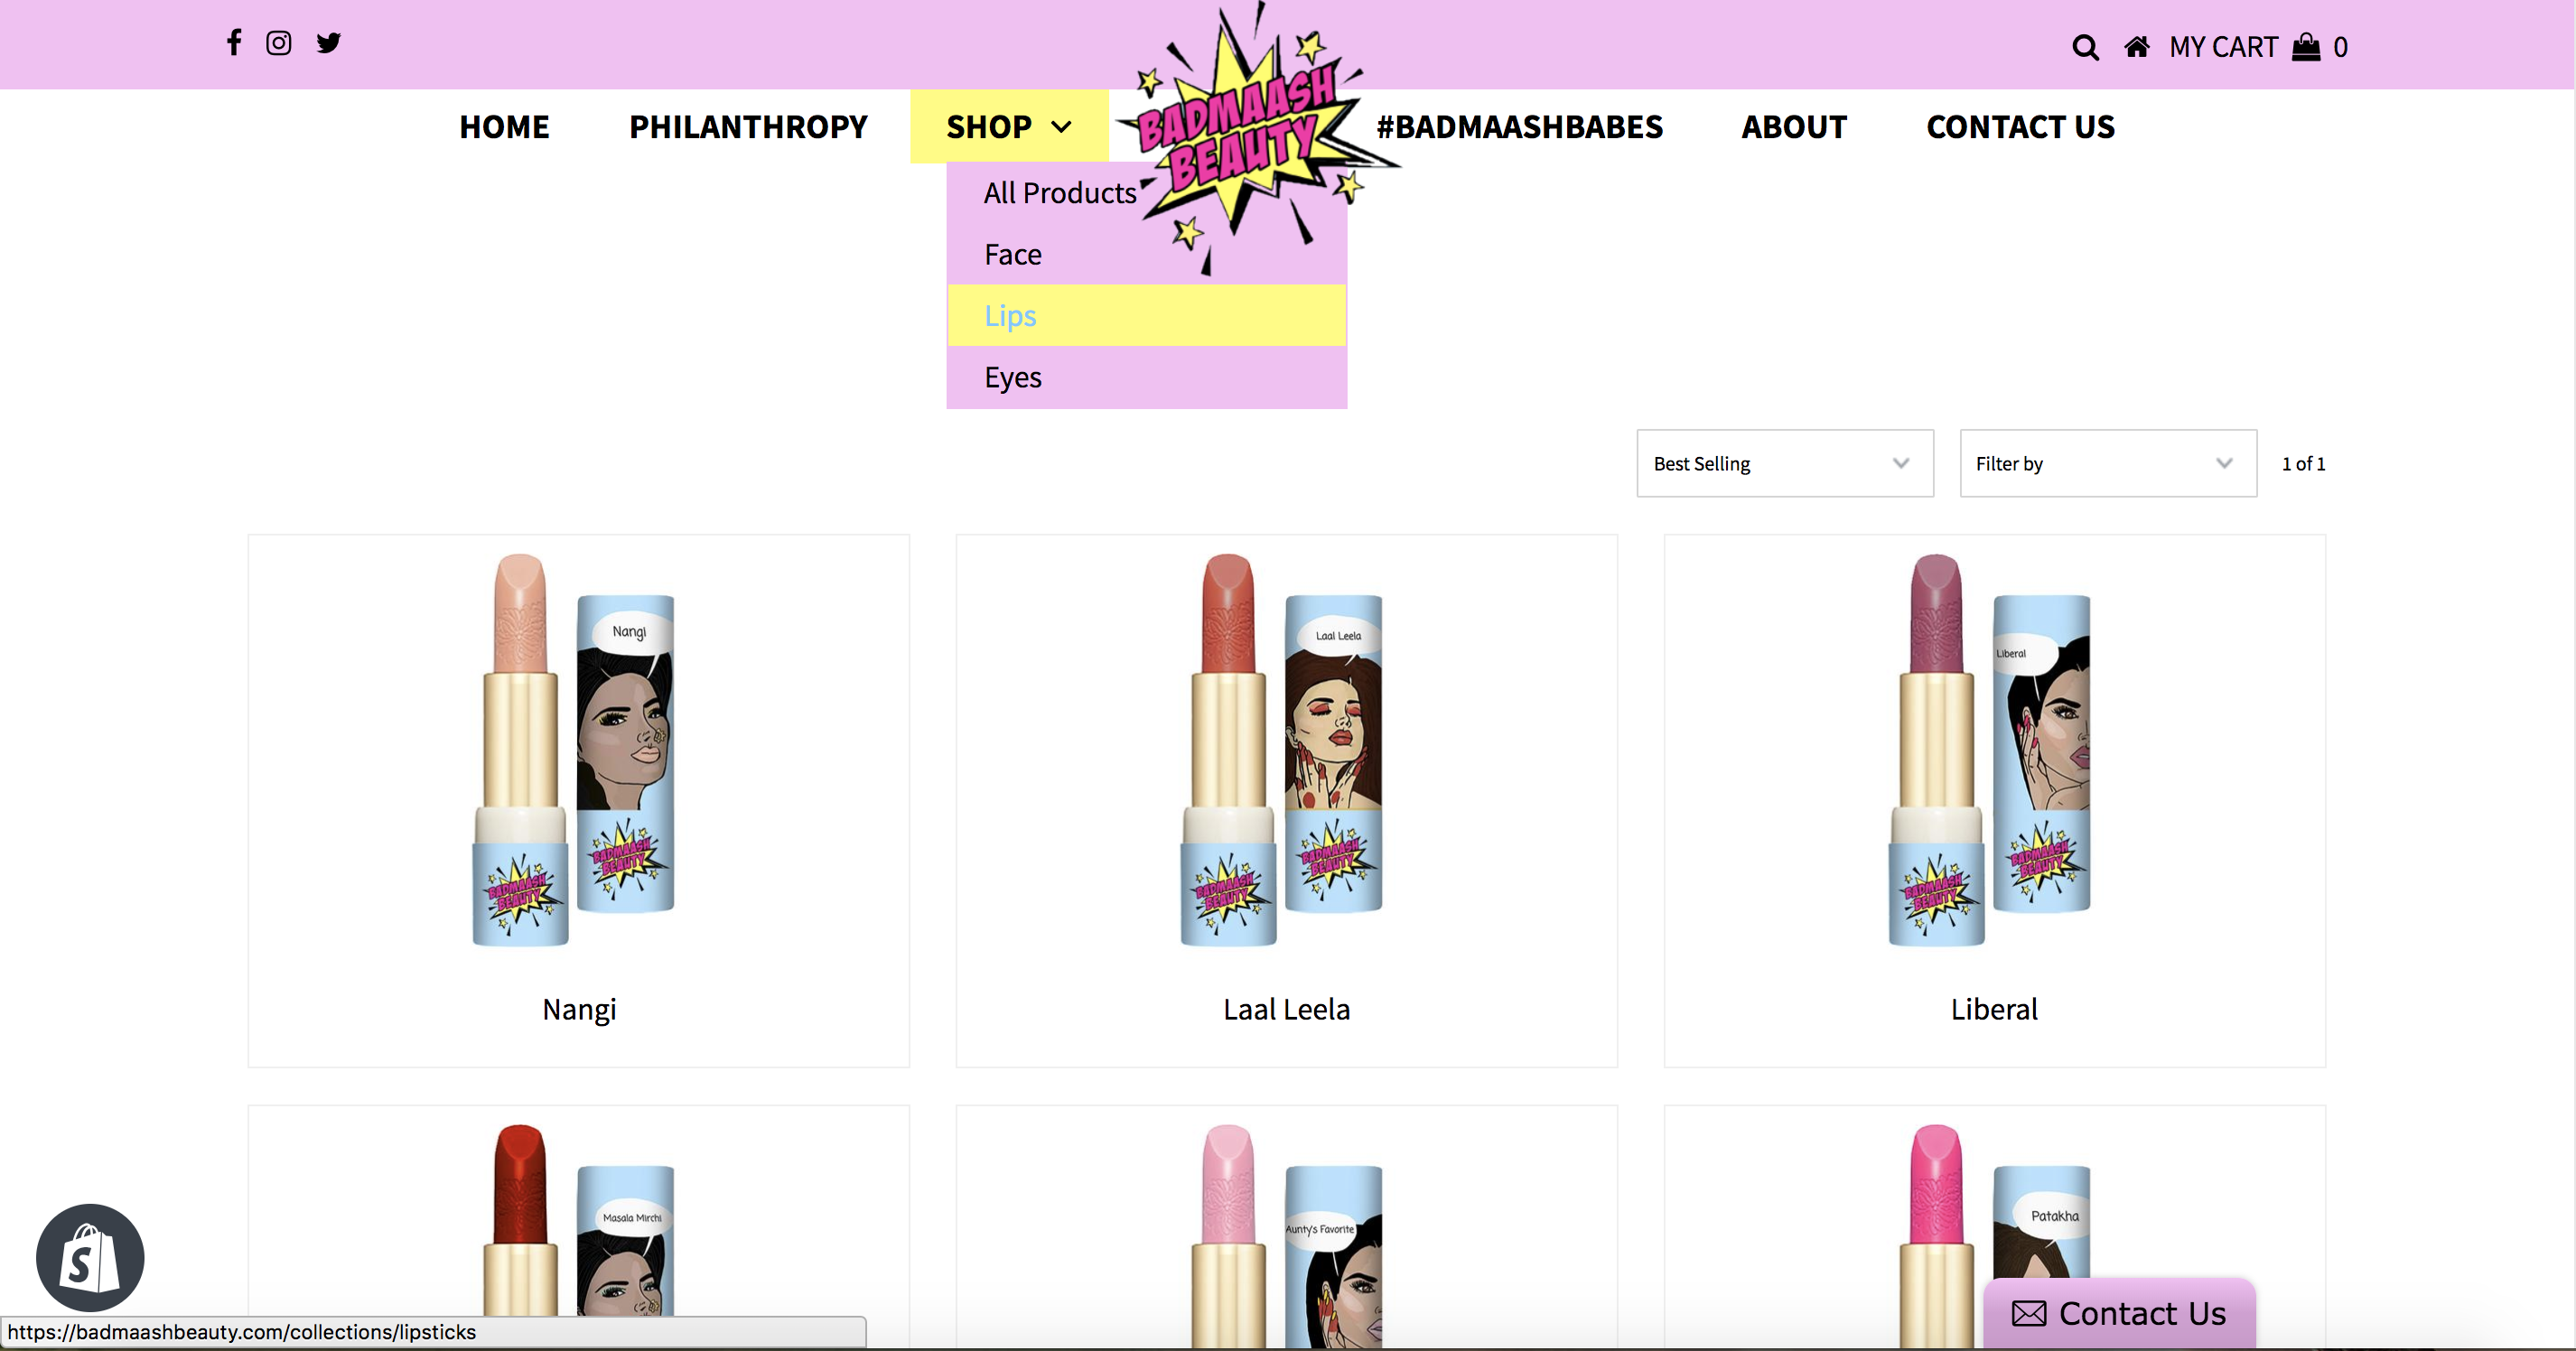 MY CART 0
HOME
PHILANTHROPY
SHOP
BADMAASH
BEAUTY
#BADMAASHBABES
ABOUT
CONTACT US
All Products
Face
Lips
Eyes
Best Selling
Filter by
1 of 1
Nangi
BADMAASH
BEAUTY
BADMAASH
BEAUTY
Nangi
Laal Leela
BADMAASH
BEAUTY
BADMAASH
BEAUTY
Laal Leela
Liberal
BADMAASH
BEAUTY
BADMAASH
BEAUTY
Liberal
Masala Mirchi
Aunty's Favorite
Patakha
S
Contact Us
https://badmaashbeauty.com/collections/lipsticks